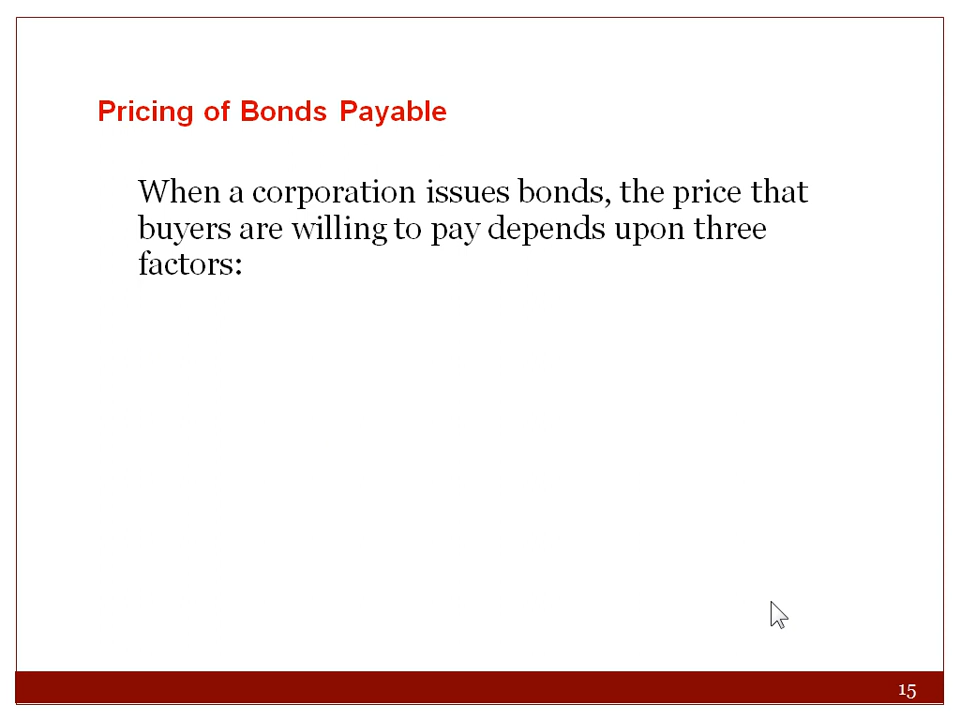 Pricing of Bonds Payable
When a corporation issues bonds, the price that
buyers are willing to pay depends upon three
factors:
15